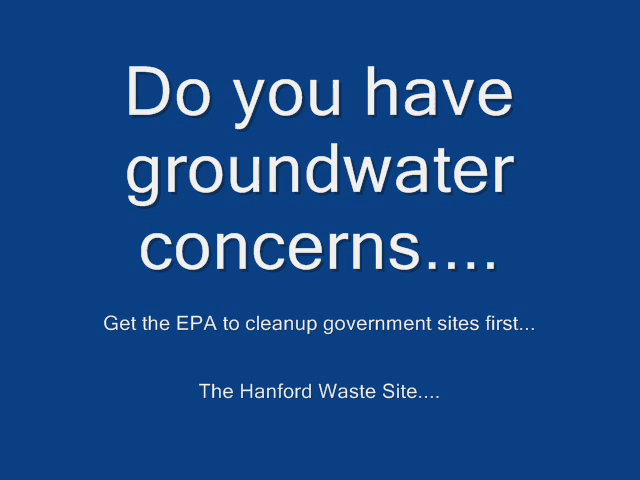 Do you have
groundwater
concerns....
Get the EPA to cleanup government sites first...
The Hanford Waste Site....